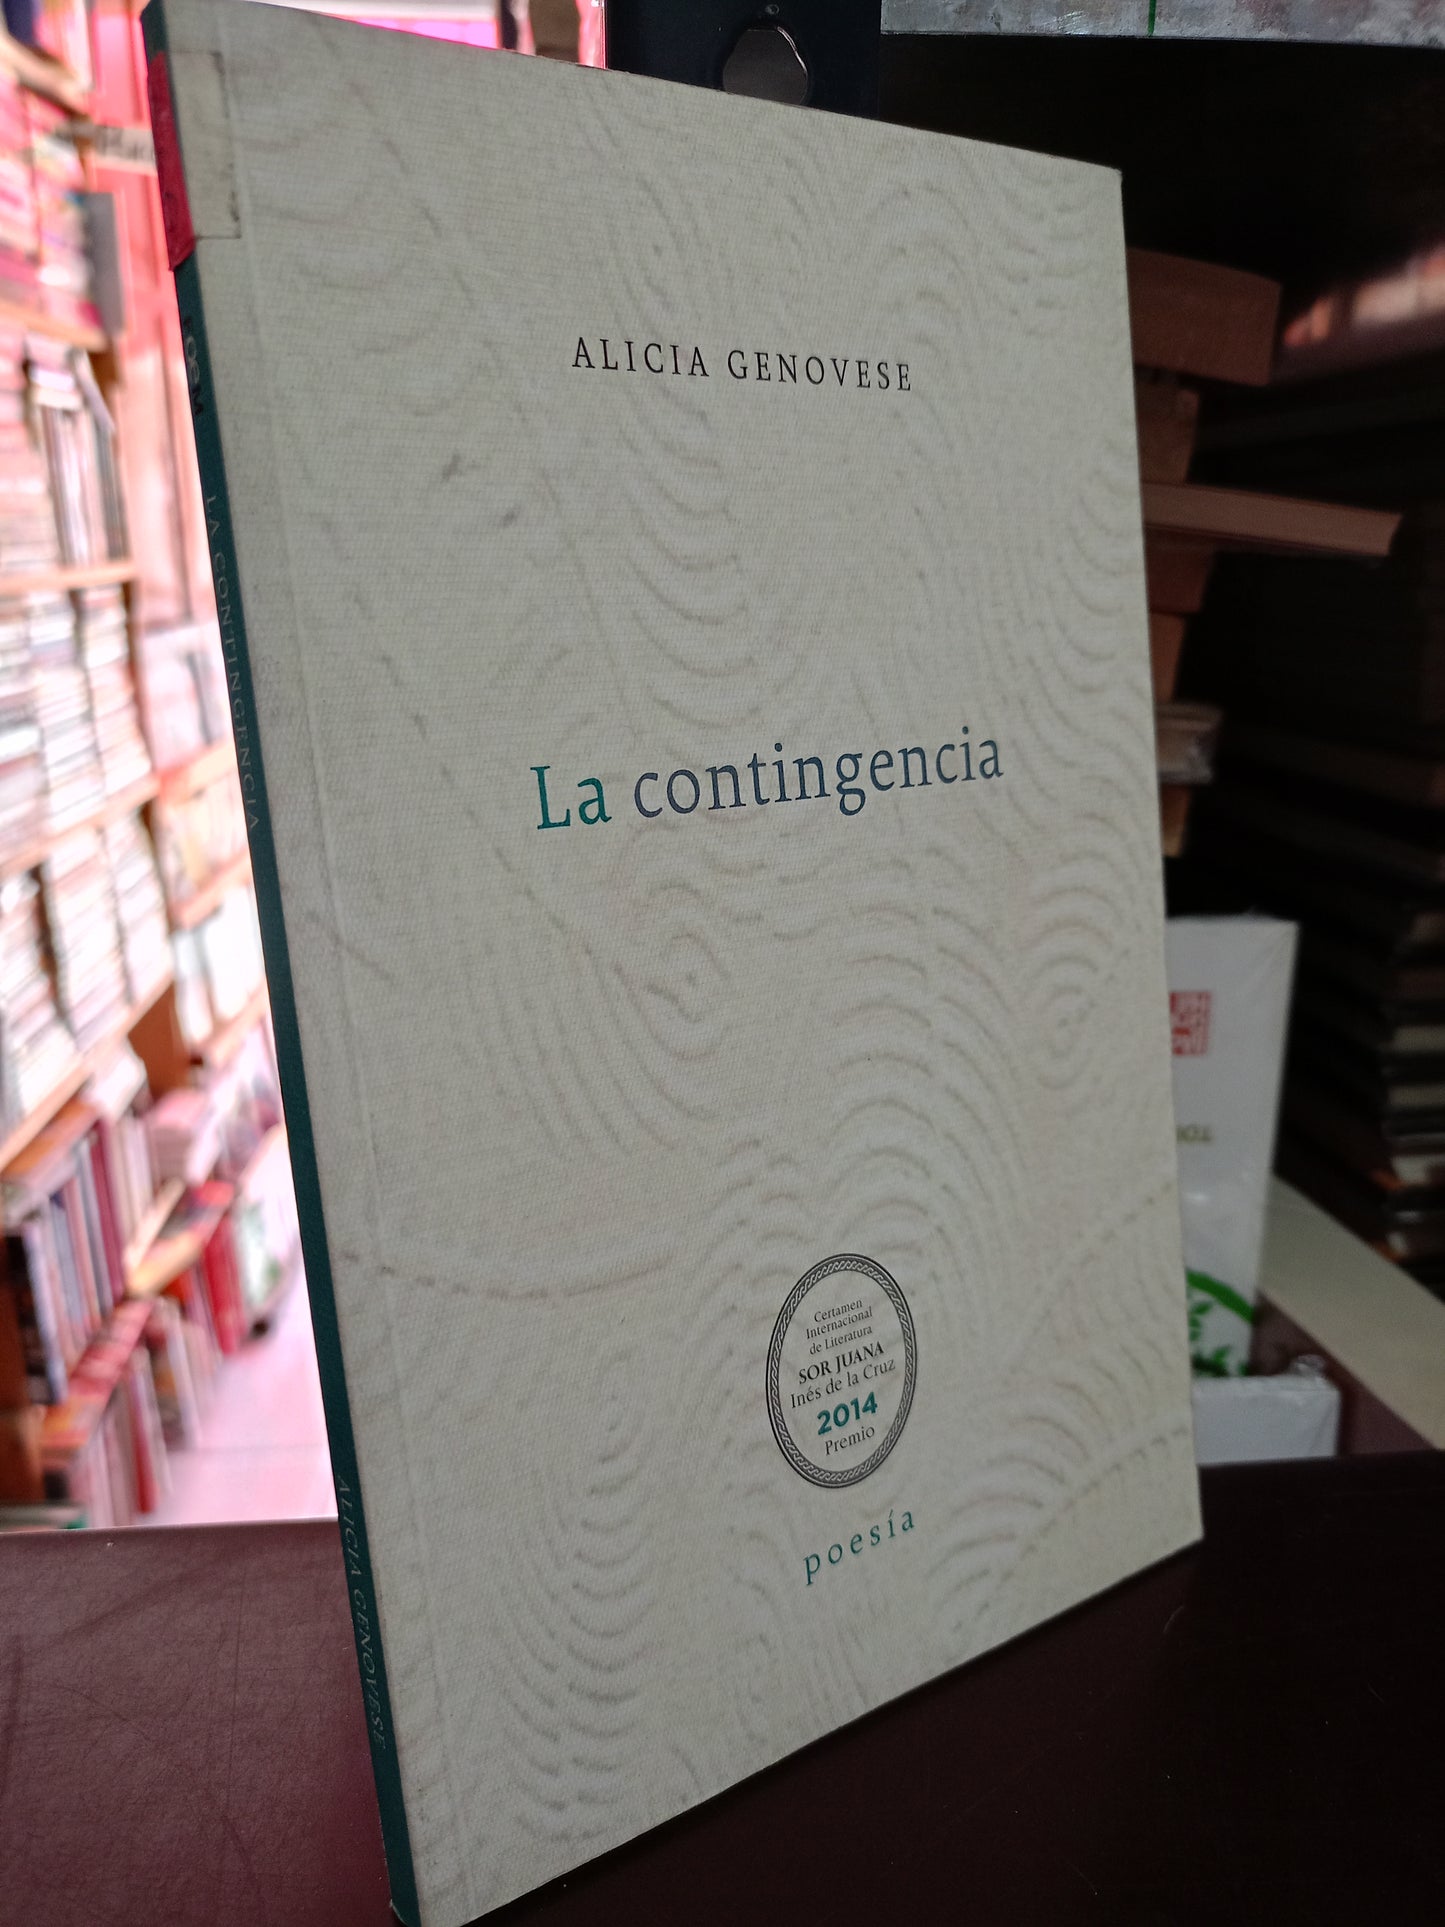 ALICIA GENOVESE
La contingencia
Certamen
Internacional
de Literatura
SOR JUANA
Inés de la Cruz
2014
Premio
poesía
LA CONTINGENCIA
ALICIA GENOVESE